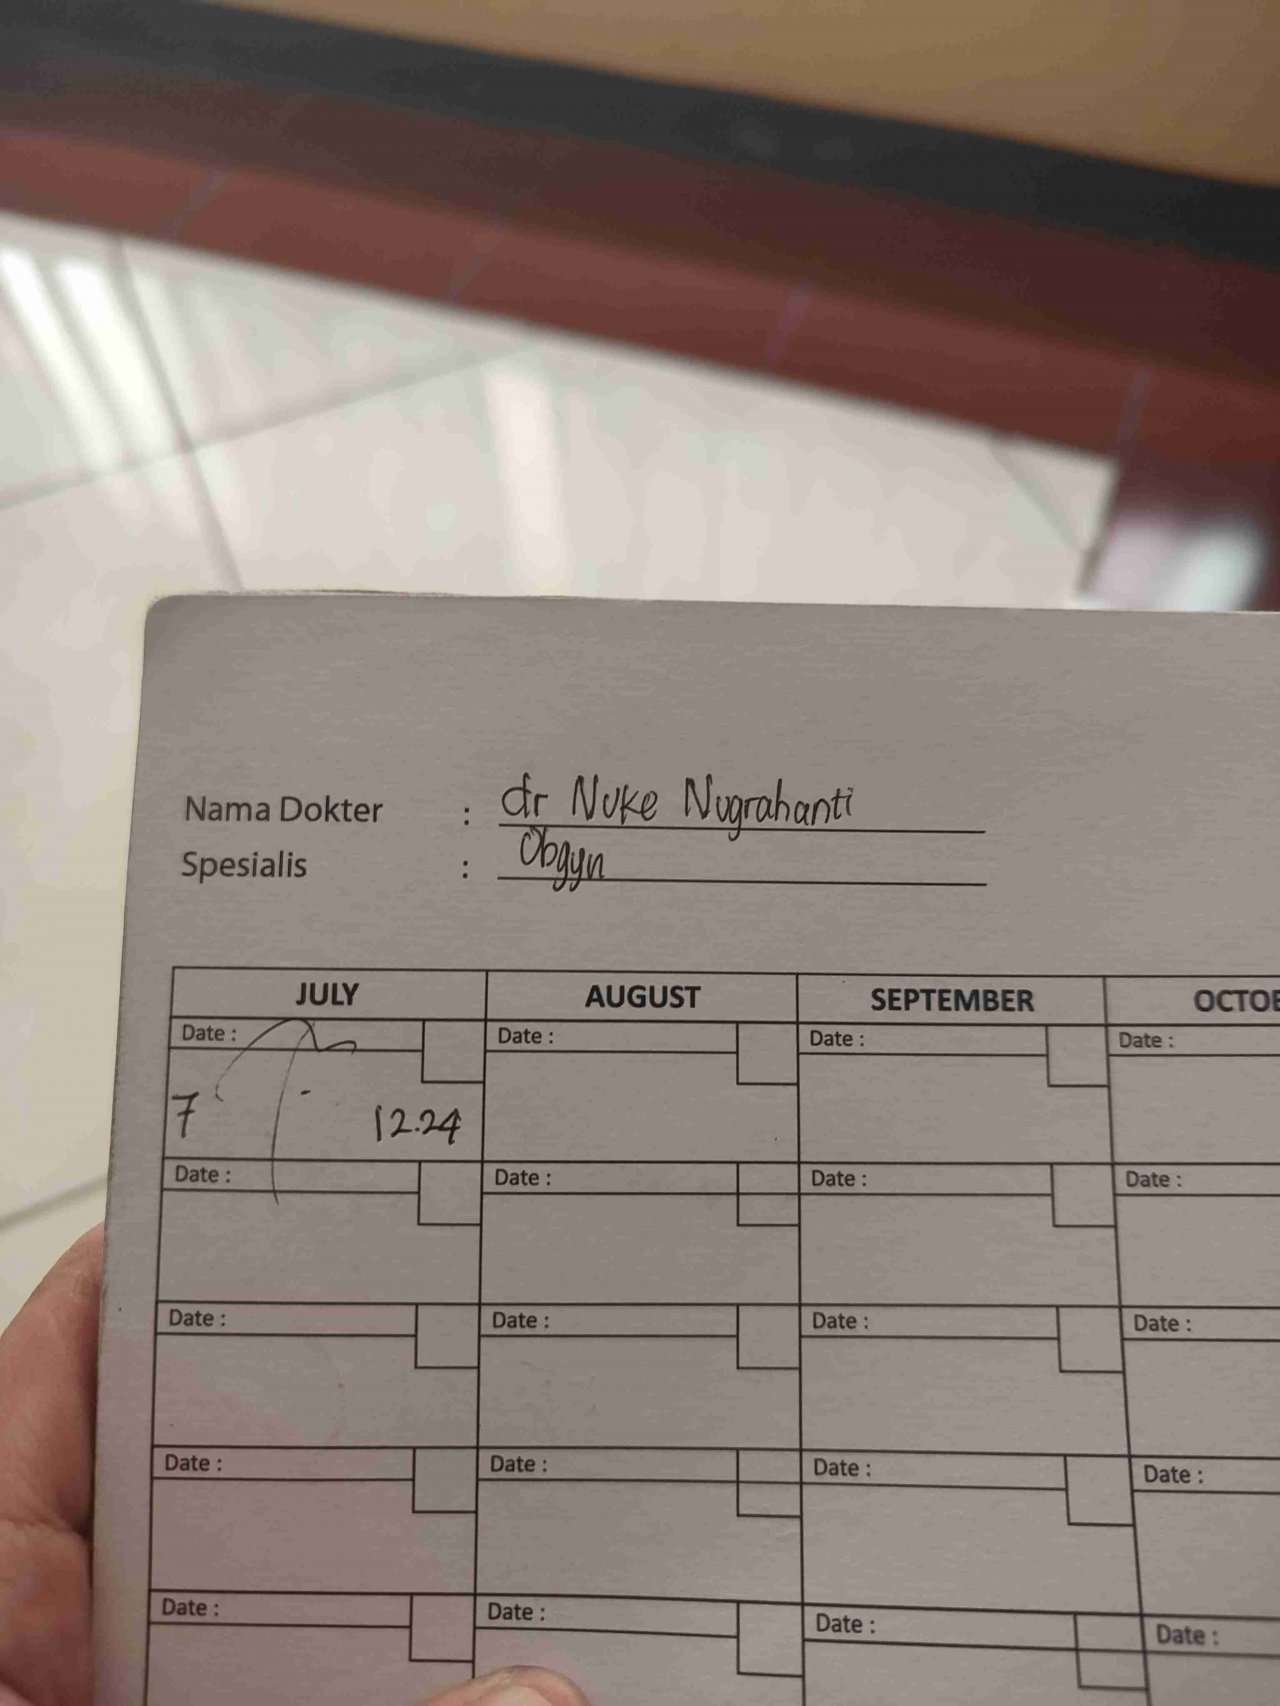 Nama Dokter : dr Nuke Nugrahanti
Spesialis : Obgyn
JULY AUGUST SEPTEMBER
Date : Date : Date : Date :
7 12.24
Date : Date : Date : Date :
Date : Date : Date : Date :
Date : Date : Date : Date :
Date : Date : Date : Date :